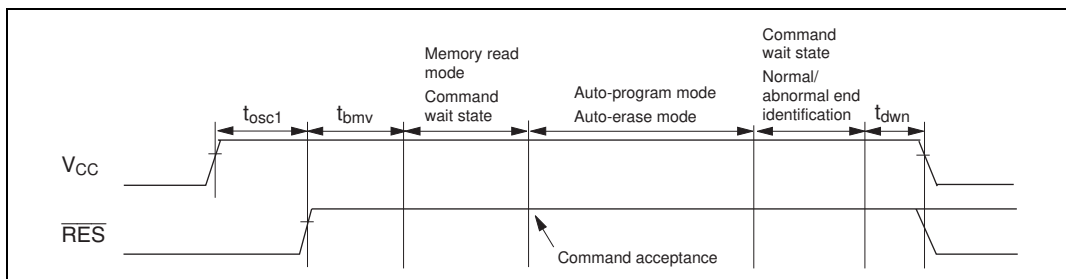 Memory read
mode
Command
wait state
Auto-program mode
Auto-erase mode
Command
wait state
Normal/
abnormal end
identification
tosc1
tbmv
tdwn
VCC
RES
Command acceptance